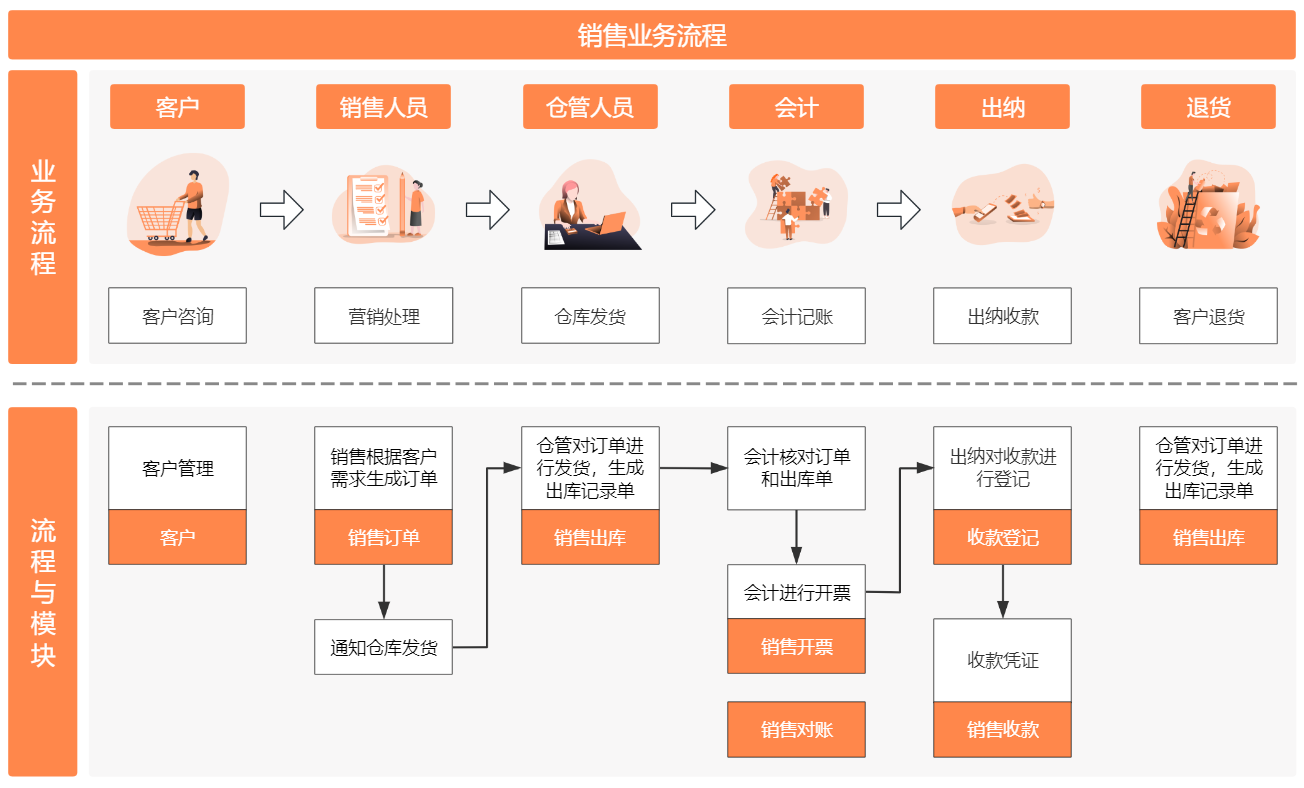 销售业务流程
业务流程
客户
销售人员
仓管人员
会计
出纳
退货
客户咨询
营销处理
仓库发货
会计记账
出纳收款
客户退货
流程与模块
客户管理
客户
销售根据客户
需求生成订单
销售订单
通知仓库发货
仓管对订单进
行发货，生成
出库记录单
销售出库
会计核对订单
和出库单
会计进行开票
销售开票
销售对账
出纳对收款进
行登记
收款登记
收款凭证
销售收款
仓管对订单进
行发货，生成
出库记录单
销售出库